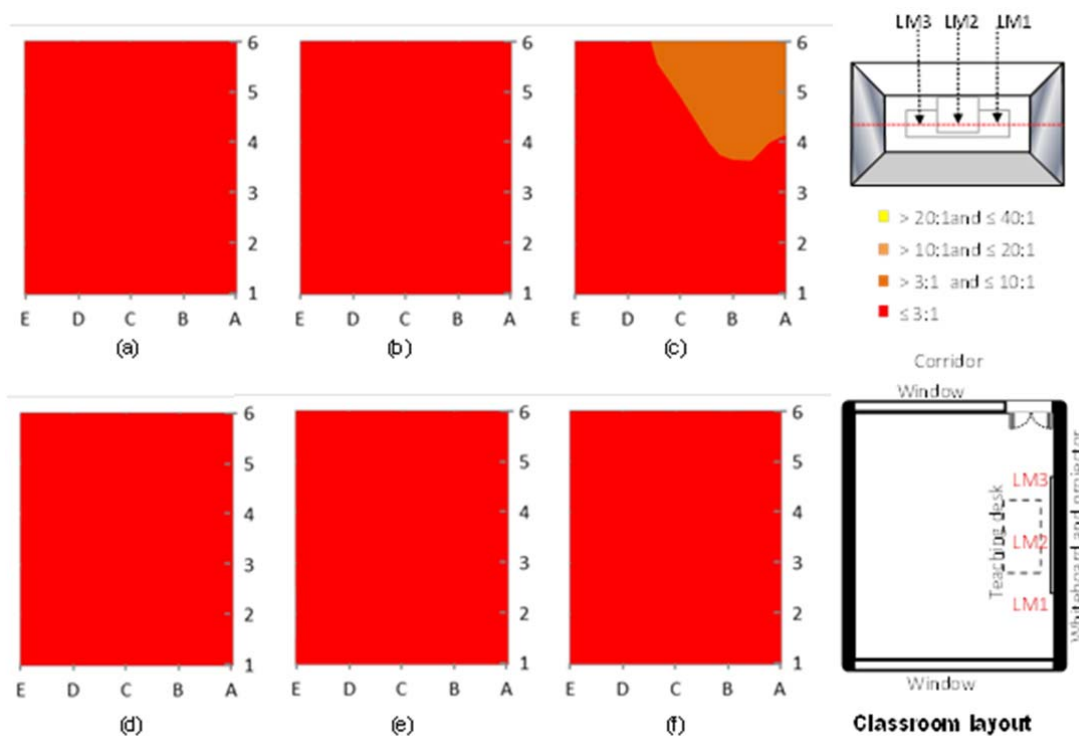 6
5
4
3
2
1
E D C B A
(a)
6
5
4
3
2
1
E D C B A
(b)
6
5
4
3
2
1
E D C B A
(c)
LM3 LM2 LM1
> 20:1and ≤ 40:1
> 10:1and ≤ 20:1
> 3:1 and ≤ 10:1
≤ 3:1
6
5
4
3
2
1
E D C B A
(d)
6
5
4
3
2
1
E D C B A
(e)
6
5
4
3
2
1
E D C B A
(f)
Corridor
Window
LM3
LM2
LM1
Teaching desk
Whiteboard and projector
Window
Classroom layout